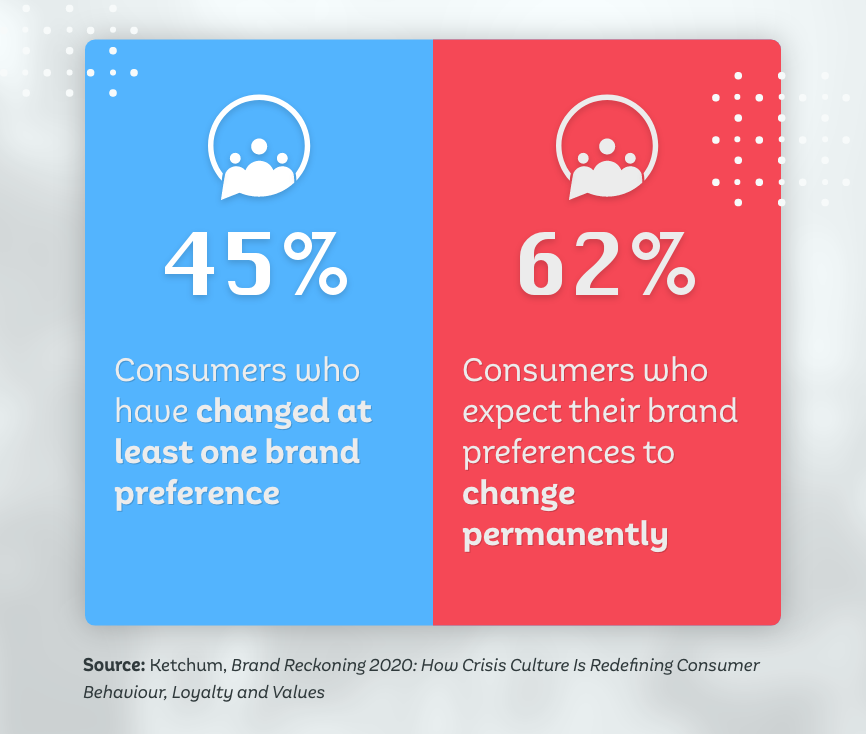 45%
Consumers who
have changed at
least one brand
preference
62%
Consumers who
expect their brand
preferences to
change
permanently
Source: Ketchum, Brand Reckoning 2020: How Crisis Culture Is Redefining Consumer
Behaviour, Loyalty and Values